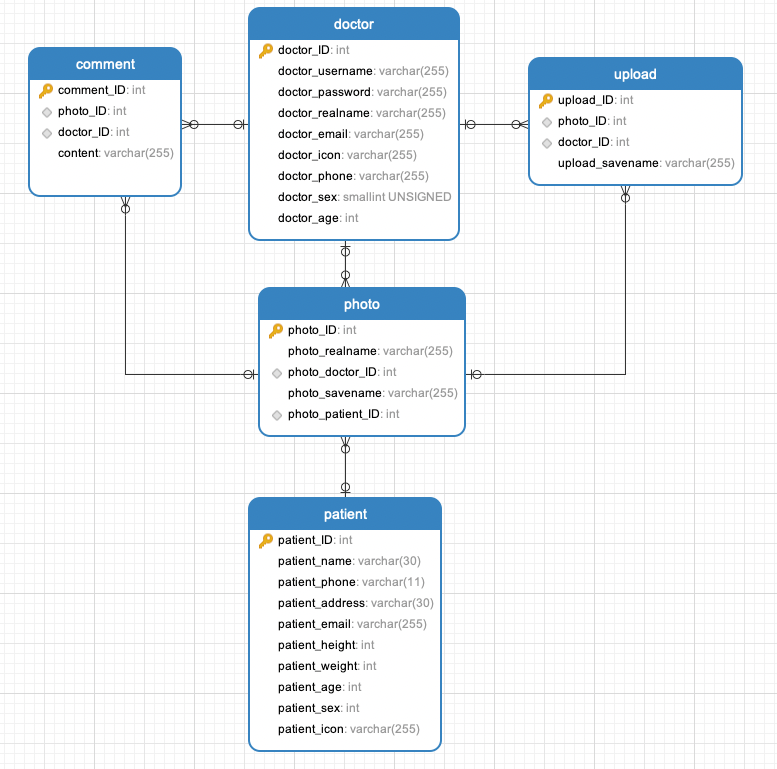 doctor
doctor_ID: int
doctor_username: varchar(255)
doctor_password: varchar(255)
doctor_realname: varchar(255)
doctor_email: varchar(255)
doctor_icon: varchar(255)
doctor_phone: varchar(255)
doctor_sex: smallint UNSIGNED
doctor_age: int
comment
comment_ID: int
photo_ID: int
doctor_ID: int
content: varchar(255)
upload
upload_ID: int
photo_ID: int
doctor_ID: int
upload_savename: varchar(255)
photo
photo_ID: int
photo_realname: varchar(255)
photo_doctor_ID: int
photo_savename: varchar(255)
photo_patient_ID: int
patient
patient_ID: int
patient_name: varchar(30)
patient_phone: varchar(11)
patient_address: varchar(30)
patient_email: varchar(255)
patient_height: int
patient_weight: int
patient_age: int
patient_sex: int
patient_icon: varchar(255)